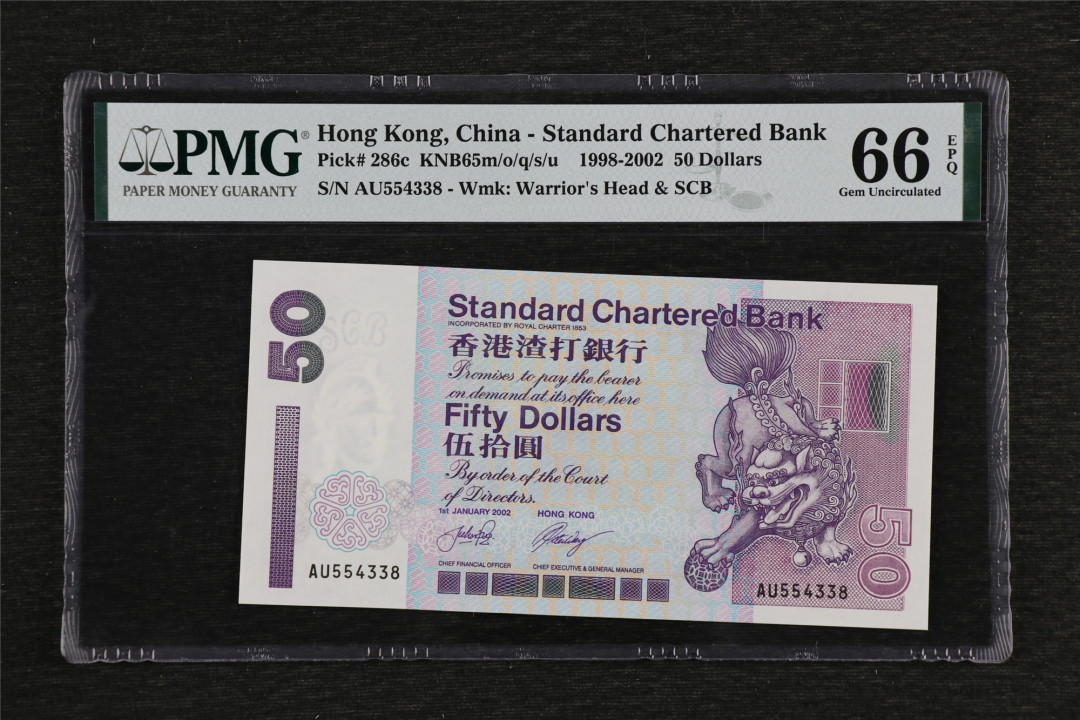 PMG®
PAPER MONEY GUARANTY
Hong Kong, China - Standard Chartered Bank
Pick# 286c KNB65m/o/q/s/u 1998-2002 50 Dollars
S/N AU554338 - Wmk: Warrior's Head & SCB
66
EPQ
Gem Uncirculated
50
Standard Chartered Bank
INCORPORATED BY ROYAL CHARTER 1853
香港渣打銀行
Promises to pay the bearer
on demand at its office here
Fifty Dollars
伍拾圓
By order of the Court
of Directors.
1st JANUARY 2002 HONG KONG
CHIEF FINANCIAL OFFICER CHIEF EXECUTIVE & GENERAL MANAGER
AU554338
AU554338
50